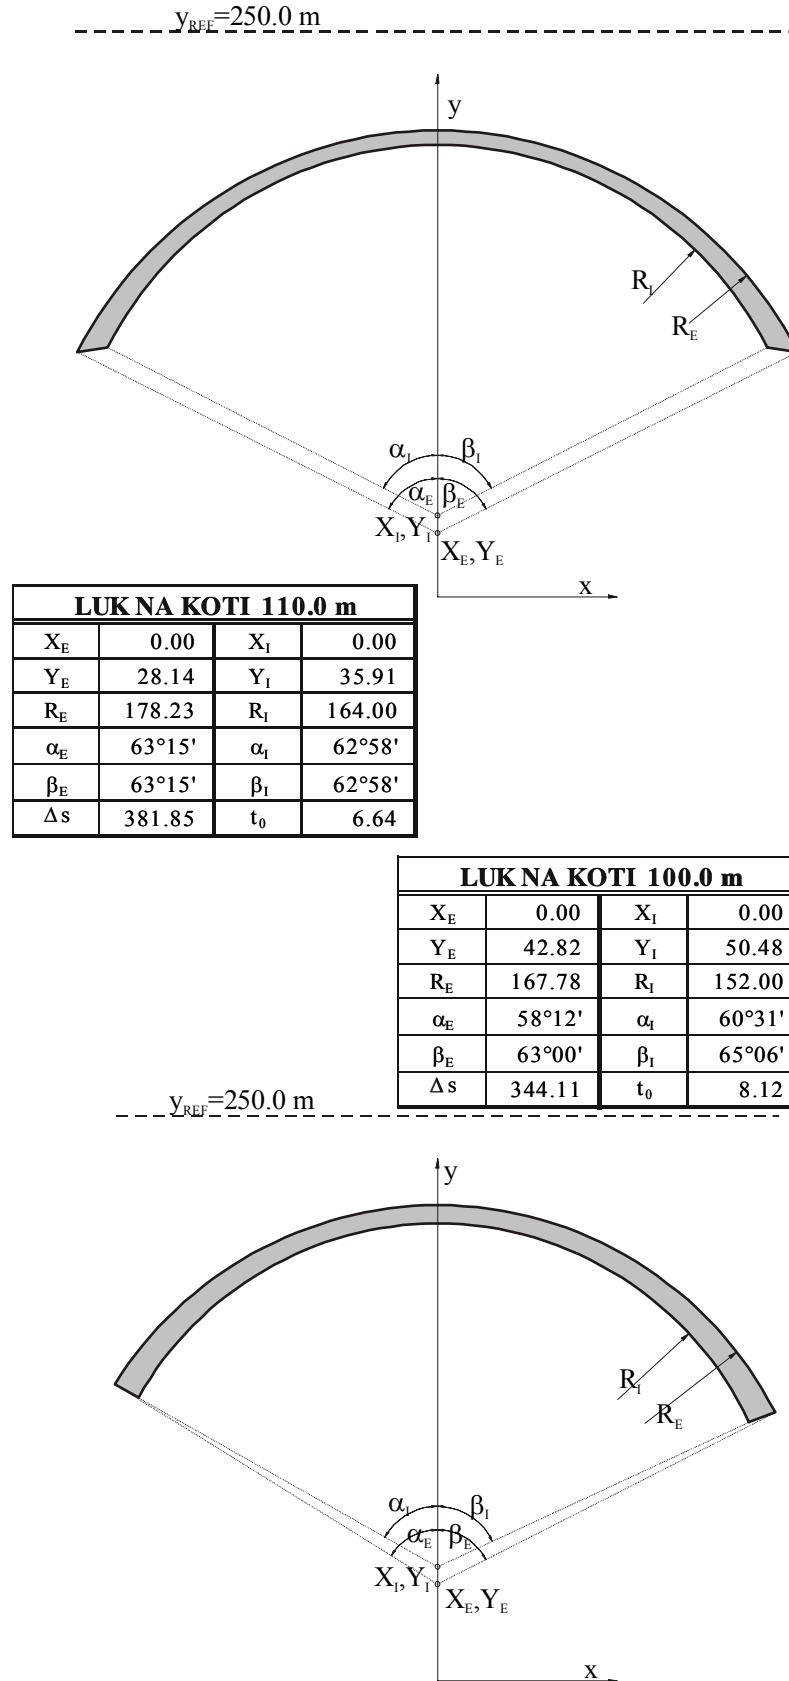 y_REF=250.0 m
y
R_I
R_E
α_I β_I
α_E β_E
X_I,Y_I
X_E,Y_E
x
LUK NA KOTI 110.0 m
X_E 0.00 X_I 0.00
Y_E 28.14 Y_I 35.91
R_E 178.23 R_I 164.00
α_E 63°15' α_I 62°58'
β_E 63°15' β_I 62°58'
Δs 381.85 t_0 6.64
LUK NA KOTI 100.0 m
X_E 0.00 X_I 0.00
Y_E 42.82 Y_I 50.48
R_E 167.78 R_I 152.00
α_E 58°12' α_I 60°31'
β_E 63°00' β_I 65°06'
Δs 344.11 t_0 8.12
y_REF=250.0 m
y
R_I
R_E
α_I β_I
α_E β_E
X_I,Y_I
X_E,Y_E
x